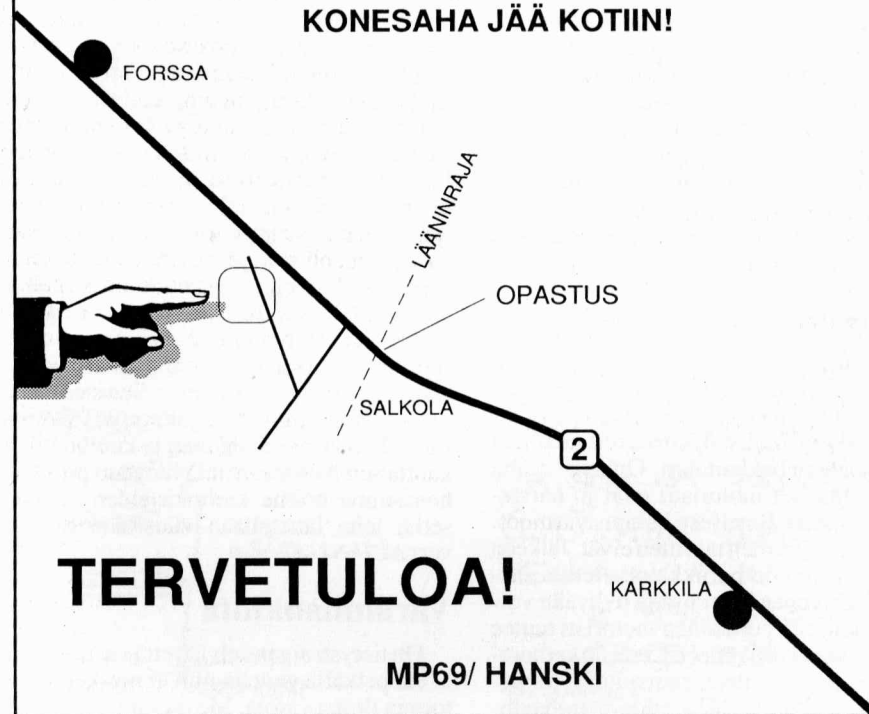 KONESAHA JÄÄ KOTIIN!
FORSSA
LÄÄNINRAJA
OPASTUS
SALKOLA
2
TERVETULOA!
KARKKILA
MP69/ HANSKI